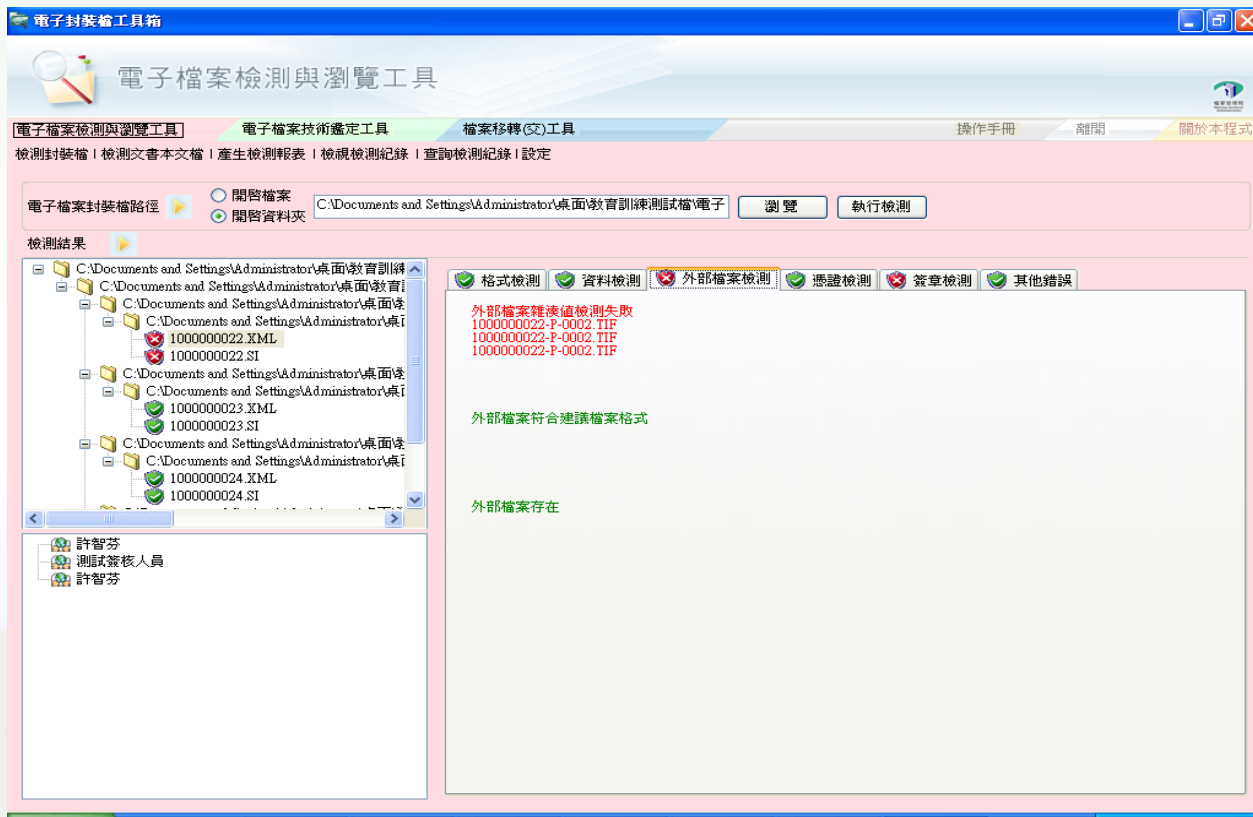 電子封裝檔工具箱
電子檔案檢測與瀏覽工具
電子檔案檢測與瀏覽工具 電子檔案技術鑑定工具 檔案移轉(交)工具 操作手冊 離開 關於本程式
檢測封裝檔 | 檢測文書本文檔 | 產生檢測報表 | 檢視檢測紀錄 | 查詢檢測紀錄 | 設定
電子檔案封裝檔路徑
開啓檔案
開啓資料夾
C:\Documents and Settings\Administrator\桌面\教育訓練測試檔\電子
瀏覽
執行檢測
檢測結果
C:\Documents and Settings\Administrator\桌面\教育訓練
C:\Documents and Settings\Administrator\桌面\教育
C:\Documents and Settings\Administrator\桌面\
C:\Documents and Settings\Administrator\
1000000022.XML
1000000022.SI
C:\Documents and Settings\Administrator\桌面\
C:\Documents and Settings\Administrator\
1000000023.XML
1000000023.SI
C:\Documents and Settings\Administrator\桌面\
C:\Documents and Settings\Administrator\
1000000024.XML
1000000024.SI
許智芬
測試簽核人員
許智芬
格式檢測 資料檢測 外部檔案檢測 憑證檢測 簽章檢測 其他錯誤
外部檔案雜湊值檢測失敗
1000000022-P-0002.TIF
1000000022-P-0002.TIF
1000000022-P-0002.TIF
外部檔案符合建議檔案格式
外部檔案存在